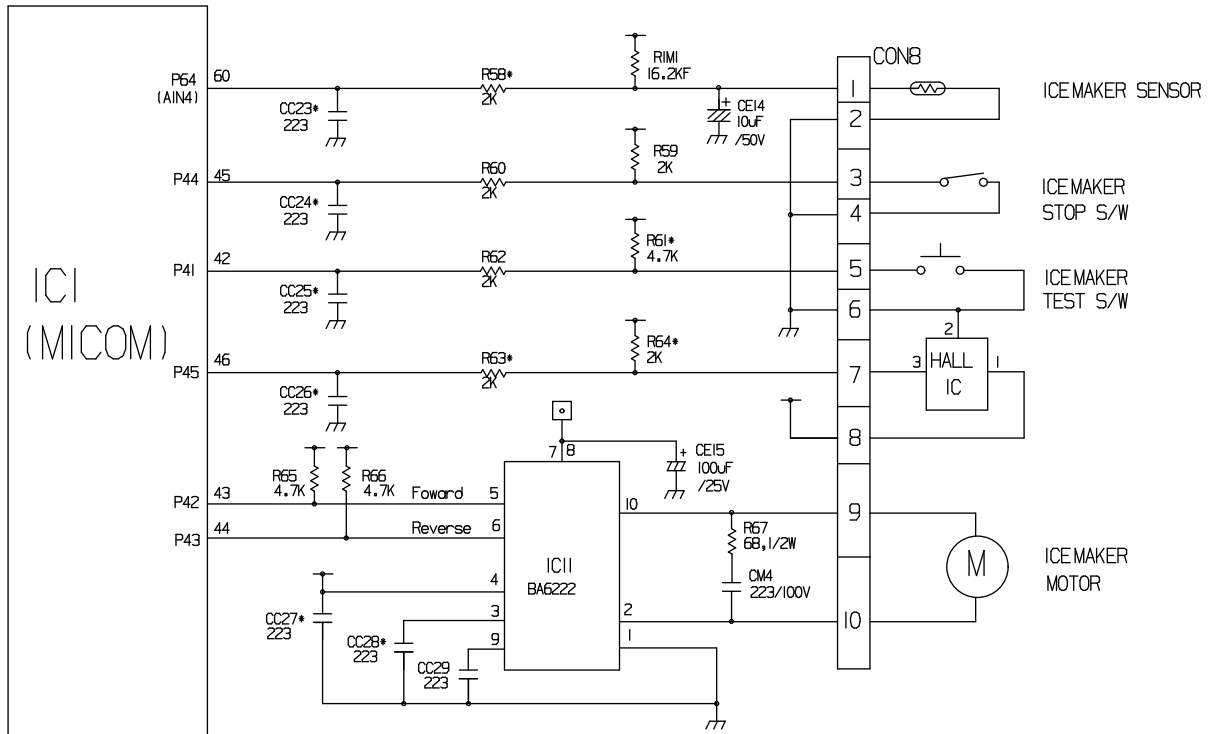 IC1
(MICOM)
P64
(AIN4)
60
CC23*
223
R58*
2K
RIM1
16.2KF
CE14
10uF
/50V
+
CON8
1
2
ICEMAKER SENSOR
P44
45
CC24*
223
R60
2K
R59
2K
3
4
ICEMAKER
STOP S/W
P41
42
CC25*
223
R62
2K
R61*
4.7K
5
6
ICEMAKER
TEST S/W
P45
46
CC26*
223
R63*
2K
R64*
2K
7
8
2
3
HALL
IC
1
P42
43
P43
44
R65
4.7K
R66
4.7K
Foward
Reverse
7
8
+
CE15
100uF
/25V
5
6
4
3
9
IC11
BA6222
10
2
1
R67
68,1/2W
CM4
223/100V
9
10
M
ICEMAKER
MOTOR
CC27*
223
CC28*
223
CC29
223